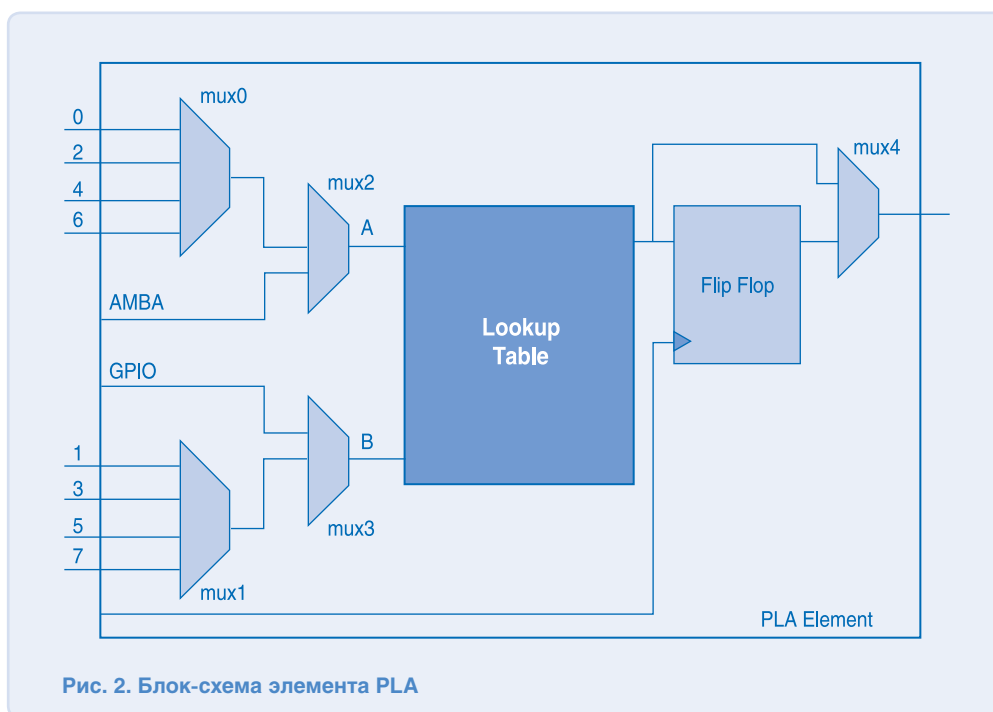 mux0
0
2
4
6
mux2
A
AMBA
GPIO
B
1
3
5
7
mux3
mux1
Lookup
Table
Flip Flop
mux4
PLA Element
Рис. 2. Блок-схема элемента PLA